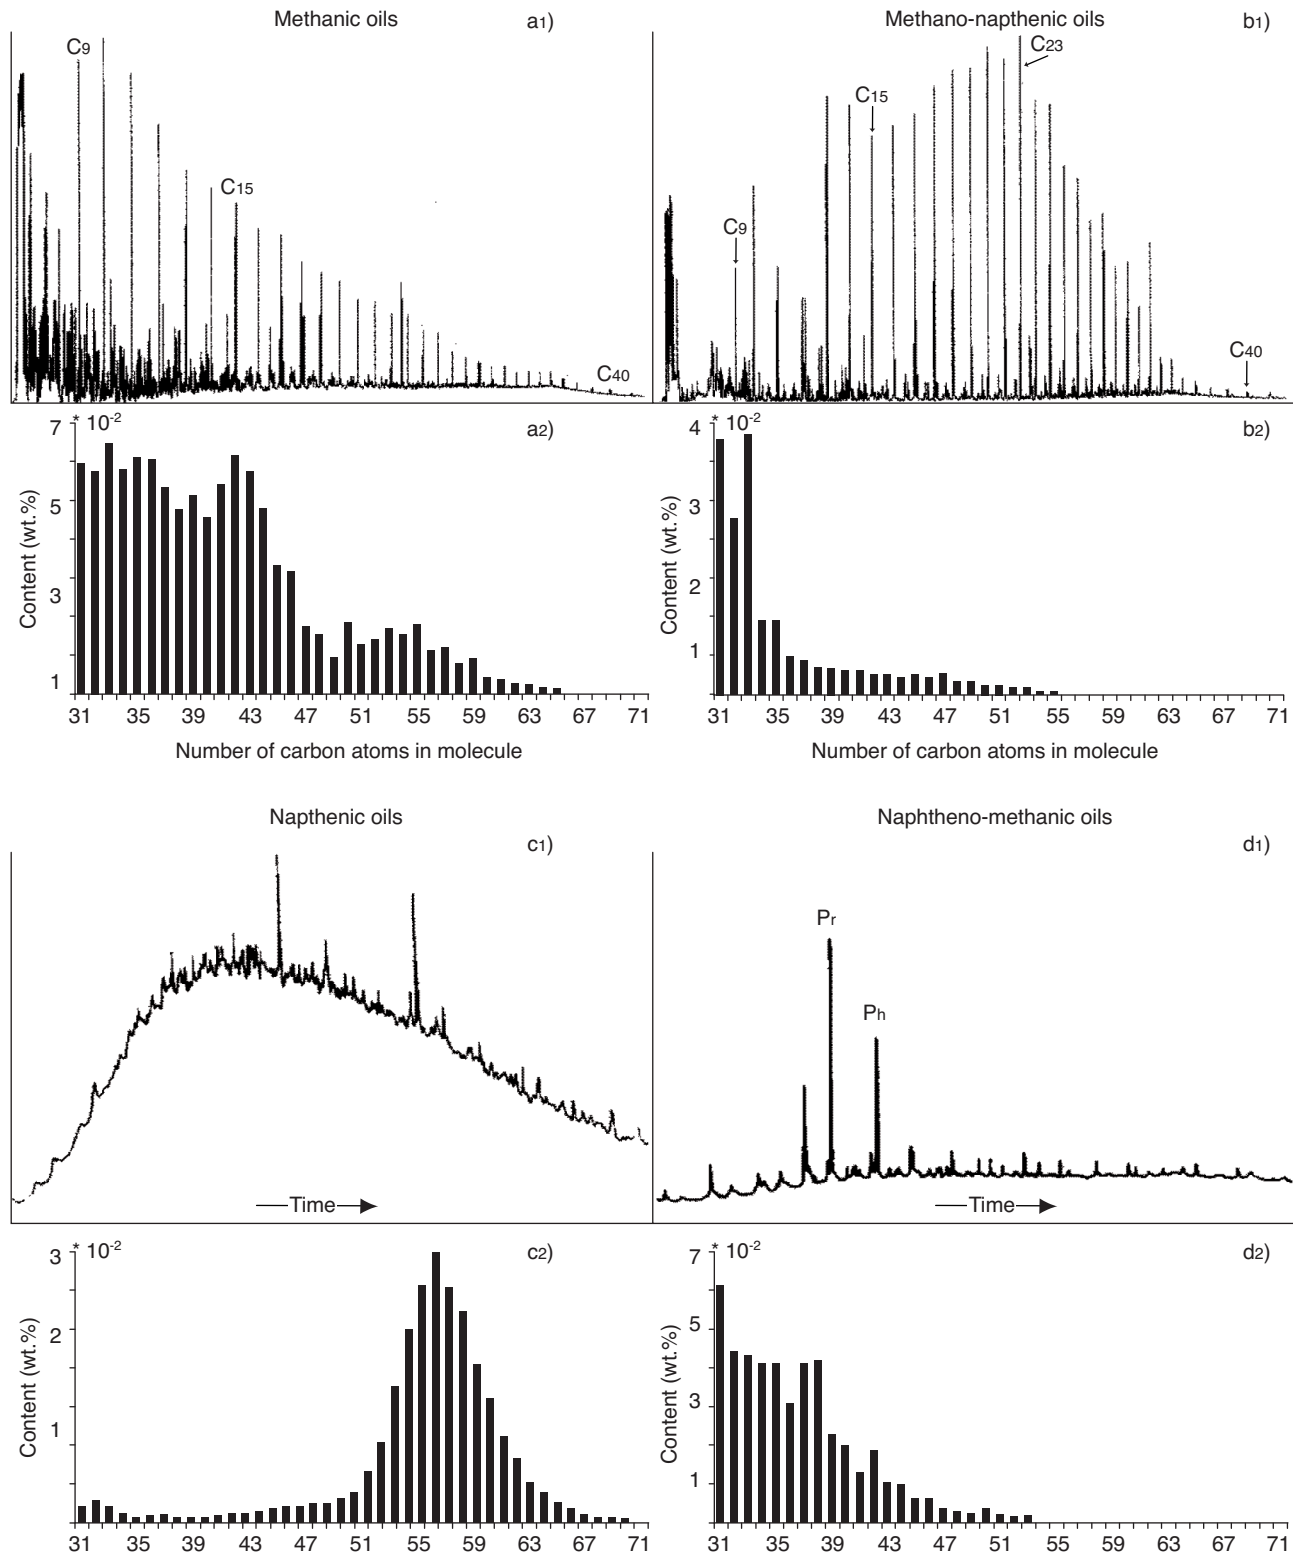 Methanic oils
a1)
C9
C15
C40
Methano-napthenic oils
b1)
C23
C15
C9
C40
7 * 10-2
a2)
5
3
1
Content (wt.%)
31 35 39 43 47 51 55 59 63 67 71
Number of carbon atoms in molecule
4 * 10-2
b2)
3
2
1
Content (wt.%)
31 35 39 43 47 51 55 59 63 67 71
Number of carbon atoms in molecule
Napthenic oils
c1)
Time
Naphtheno-methanic oils
d1)
Pr
Ph
Time
3 * 10-2
c2)
2
1
Content (wt.%)
31 35 39 43 47 51 55 59 63 67 71
7 * 10-2
d2)
5
3
1
Content (wt.%)
31 35 39 43 47 51 55 59 63 67 71